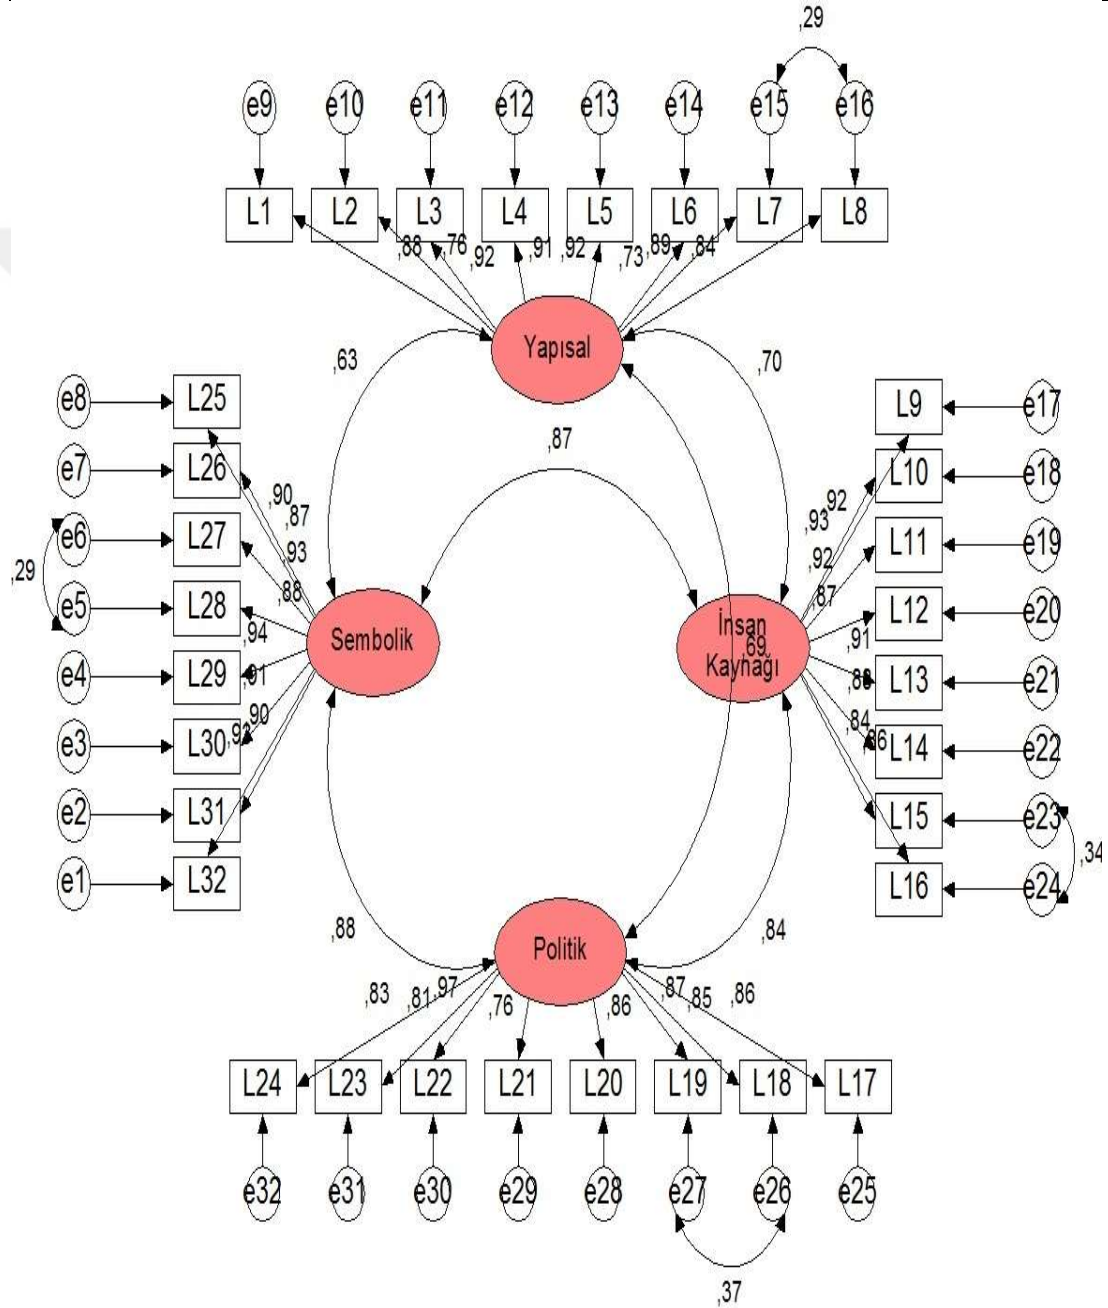 ,29
e9 e10 e11 e12 e13 e14 e15 e16
L1 L2 L3 L4 L5 L6 L7 L8
,88 ,76 ,92 ,91 ,92 ,73 ,89 ,84
Yapısal
,63 ,70
,87
e8 L25
e7 L26
e6 L27
e5 L28
e4 L29
e3 L30
e2 L31
e1 L32
,29
,90
,87
,93
,88
,94
,91
,90
Sembolik
L9 e17
L10 e18
L11 e19
L12 e20
L13 e21
L14 e22
L15 e23
L16 e24
,34
,92
,93
,92
,87
,91
,84
İnsan
,69
Kaynağı
,88 ,84
Politik
,83 ,81 ,97 ,76 ,86 ,87 ,85 ,86
L24 L23 L22 L21 L20 L19 L18 L17
e32 e31 e30 e29 e28 e27 e26 e25
,37